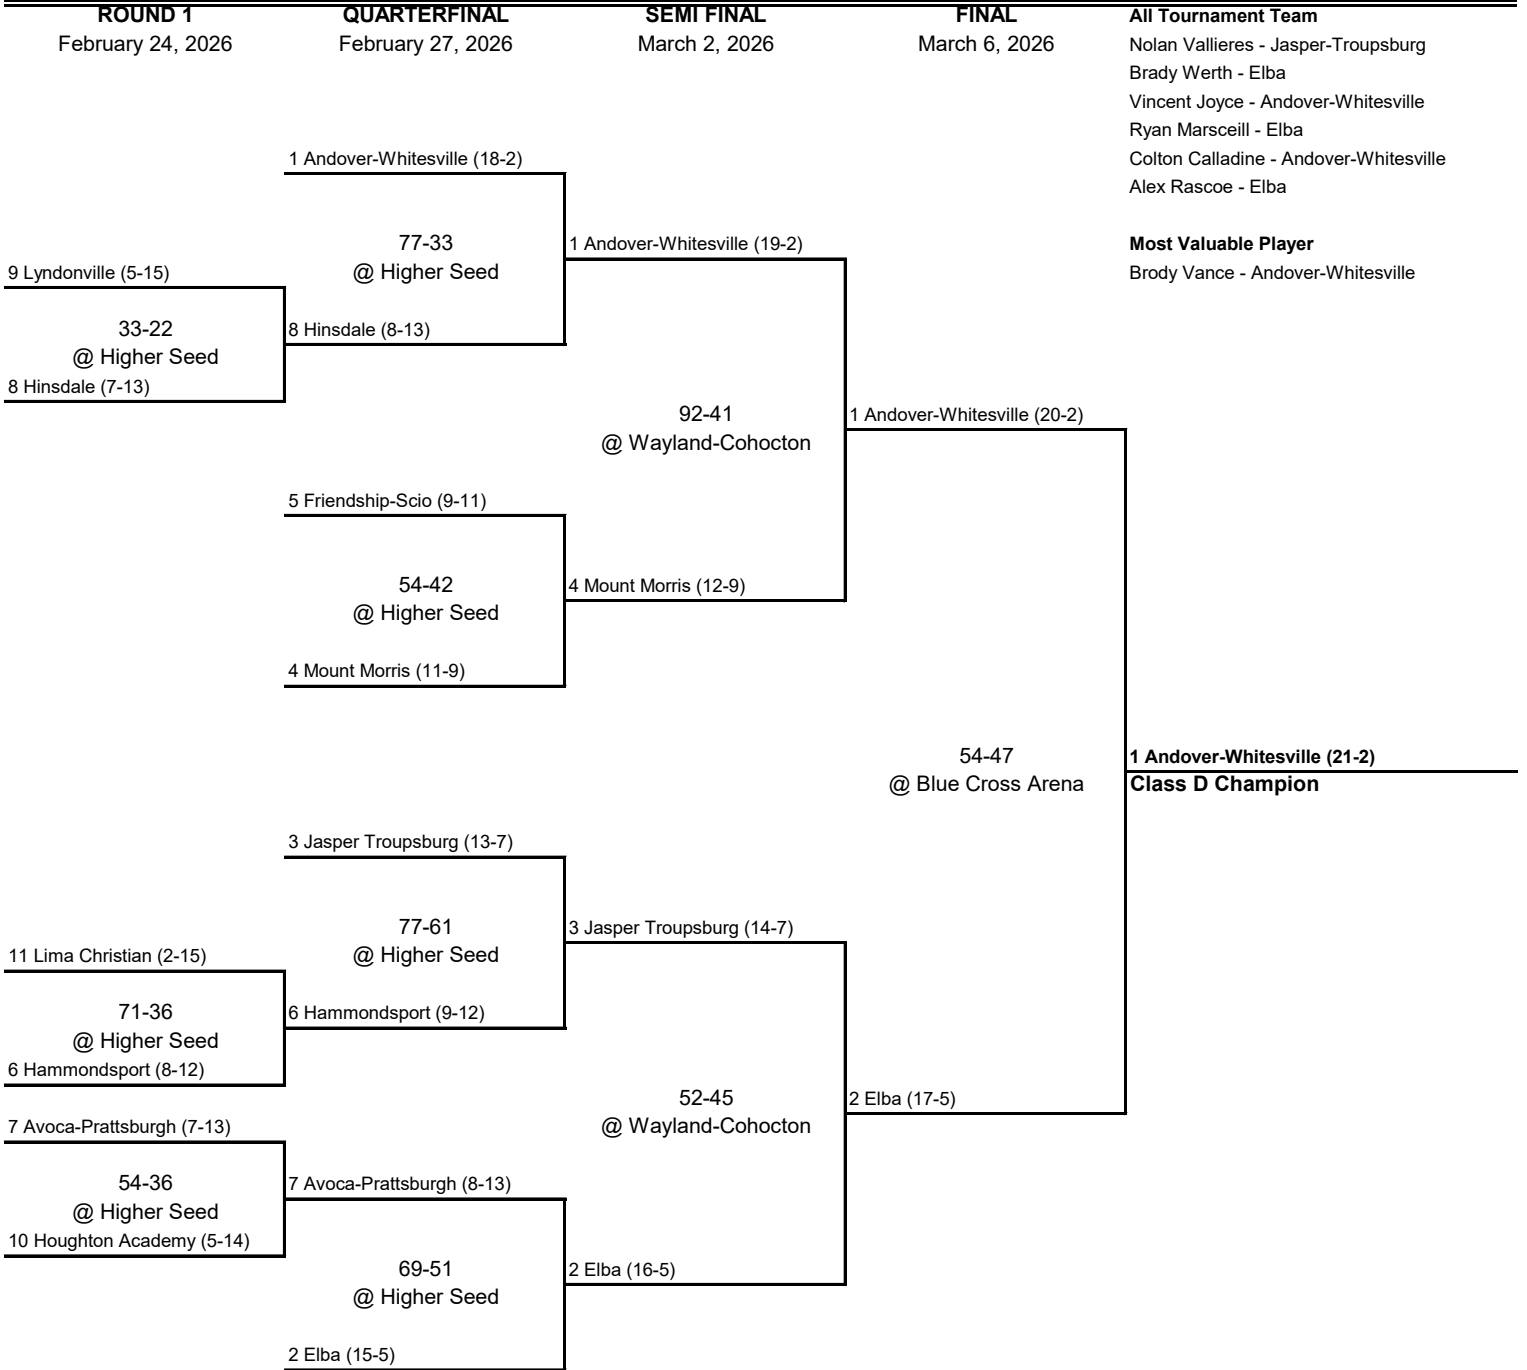 ROUND 1
February 24, 2026
QUARTERFINAL
February 27, 2026
SEMI FINAL
March 2, 2026
FINAL
March 6, 2026
All Tournament Team
Nolan Vallieres - Jasper-Troupsburg
Brady Werth - Elba
Vincent Joyce - Andover-Whitesville
Ryan Marsceill - Elba
Colton Calladine - Andover-Whitesville
Alex Rascoe - Elba
Most Valuable Player
Brody Vance - Andover-Whitesville
9 Lyndonville (5-15)
33-22
@ Higher Seed
8 Hinsdale (7-13)
11 Lima Christian (2-15)
71-36
@ Higher Seed
6 Hammondsport (8-12)
7 Avoca-Prattsburgh (7-13)
54-36
@ Higher Seed
10 Houghton Academy (5-14)
1 Andover-Whitesville (18-2)
77-33
@ Higher Seed
8 Hinsdale (8-13)
5 Friendship-Scio (9-11)
54-42
@ Higher Seed
4 Mount Morris (11-9)
3 Jasper Troupsburg (13-7)
77-61
@ Higher Seed
6 Hammondsport (9-12)
7 Avoca-Prattsburgh (8-13)
69-51
@ Higher Seed
2 Elba (15-5)
1 Andover-Whitesville (19-2)
92-41
@ Wayland-Cohocton
4 Mount Morris (12-9)
3 Jasper Troupsburg (14-7)
52-45
@ Wayland-Cohocton
2 Elba (16-5)
1 Andover-Whitesville (20-2)
54-47
@ Blue Cross Arena
2 Elba (17-5)
1 Andover-Whitesville (21-2)
Class D Champion